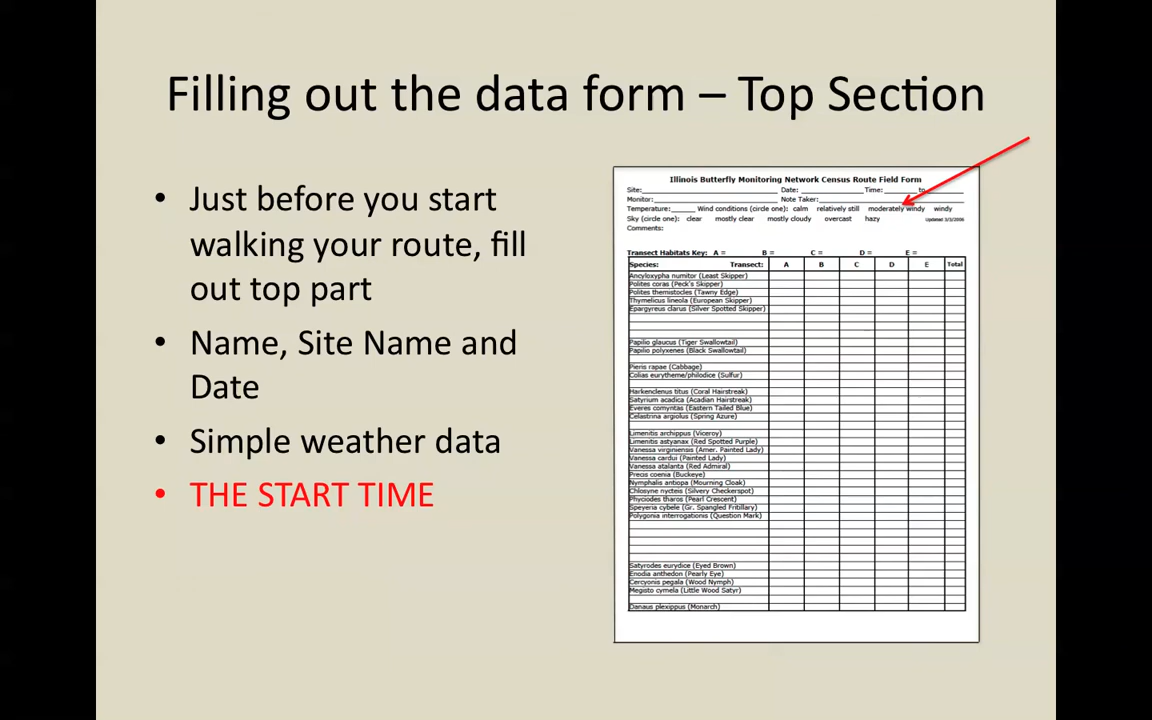 Filling out the data form – Top Section
• Just before you start
walking your route, fill
out top part
• Name, Site Name and
Date
• Simple weather data
• THE START TIME
Illinois Butterfly Monitoring Network Census Route Field Form
Site: Date: Time: to
Monitor: Note Taker:
Temperature: Wind conditions (circle one): calm relatively still moderately windy windy
Sky (circle one): clear mostly clear mostly cloudy overcast hazy Updated 3/3/2006
Comments:
Transect Habitats Key: A = B = C = D = E =
Species: Transect: A B C D E Total
Ancyloxypha numitor (Least Skipper)
Polites coras (Peck's Skipper)
Polites themistocles (Tawny Edge)
Thymelicus lineola (European Skipper)
Epargyreus clarus (Silver Spotted Skipper)
Papilio glaucus (Tiger Swallowtail)
Papilio polyxenes (Black Swallowtail)
Pieris rapae (Cabbage)
Colias eurytheme/philodice (Sulfur)
Harkenclenus titus (Coral Hairstreak)
Satyrium acadica (Acadian Hairstreak)
Everes comyntas (Eastern Tailed Blue)
Celastrina argiolus (Spring Azure)
Limenitis archippus (Viceroy)
Limenitis astyanax (Red Spotted Purple)
Vanessa virginiensis (Amer. Painted Lady)
Vanessa cardui (Painted Lady)
Vanessa atalanta (Red Admiral)
Precis coenia (Buckeye)
Nymphalis antiopa (Mourning Cloak)
Chlosyne nycteis (Silvery Checkerspot)
Phyciodes tharos (Pearl Crescent)
Speyeria cybele (Gr. Spangled Fritillary)
Polygonia interrogationis (Question Mark)
Satyrodes eurydice (Eyed Brown)
Enodia anthedon (Pearly Eye)
Cercyonis pegala (Wood Nymph)
Megisto cymela (Little Wood Satyr)
Danaus plexippus (Monarch)